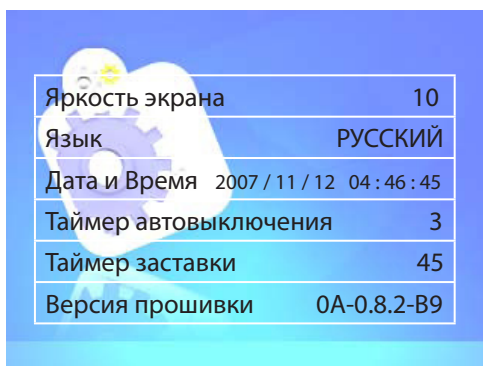 Яркость экрана 10
Язык РУССКИЙ
Дата и Время 2007 / 11 / 12 04 : 46 : 45
Таймер автовыключения 3
Таймер заставки 45
Версия прошивки 0A-0.8.2-B9